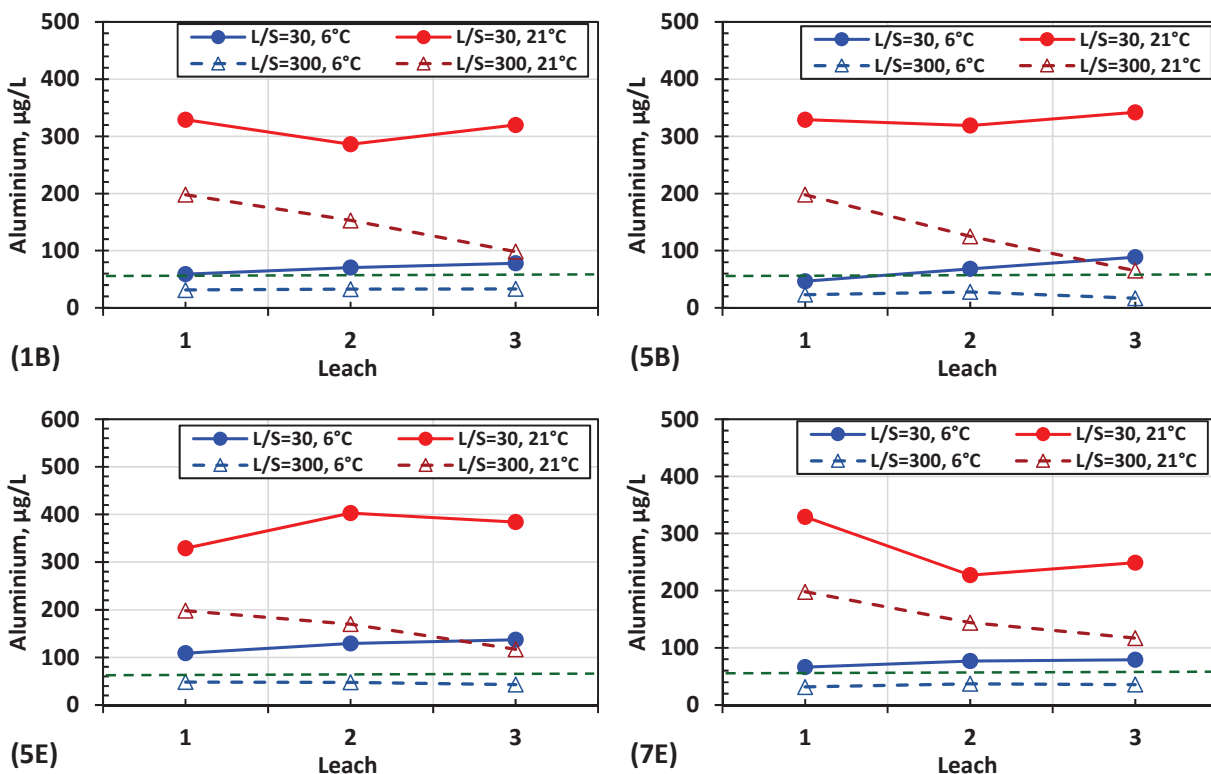 500
400
300
200
100
0
Aluminium, µg/L
L/S=30, 6°C
L/S=30, 21°C
L/S=300, 6°C
L/S=300, 21°C
1
2
3
Leach
(1B)
500
400
300
200
100
0
Aluminium, µg/L
L/S=30, 6°C
L/S=30, 21°C
L/S=300, 6°C
L/S=300, 21°C
1
2
3
Leach
(5B)
600
500
400
300
200
100
0
Aluminium, µg/L
L/S=30, 6°C
L/S=30, 21°C
L/S=300, 6°C
L/S=300, 21°C
1
2
3
Leach
(5E)
500
400
300
200
100
0
Aluminium, µg/L
L/S=30, 6°C
L/S=30, 21°C
L/S=300, 6°C
L/S=300, 21°C
1
2
3
Leach
(7E)